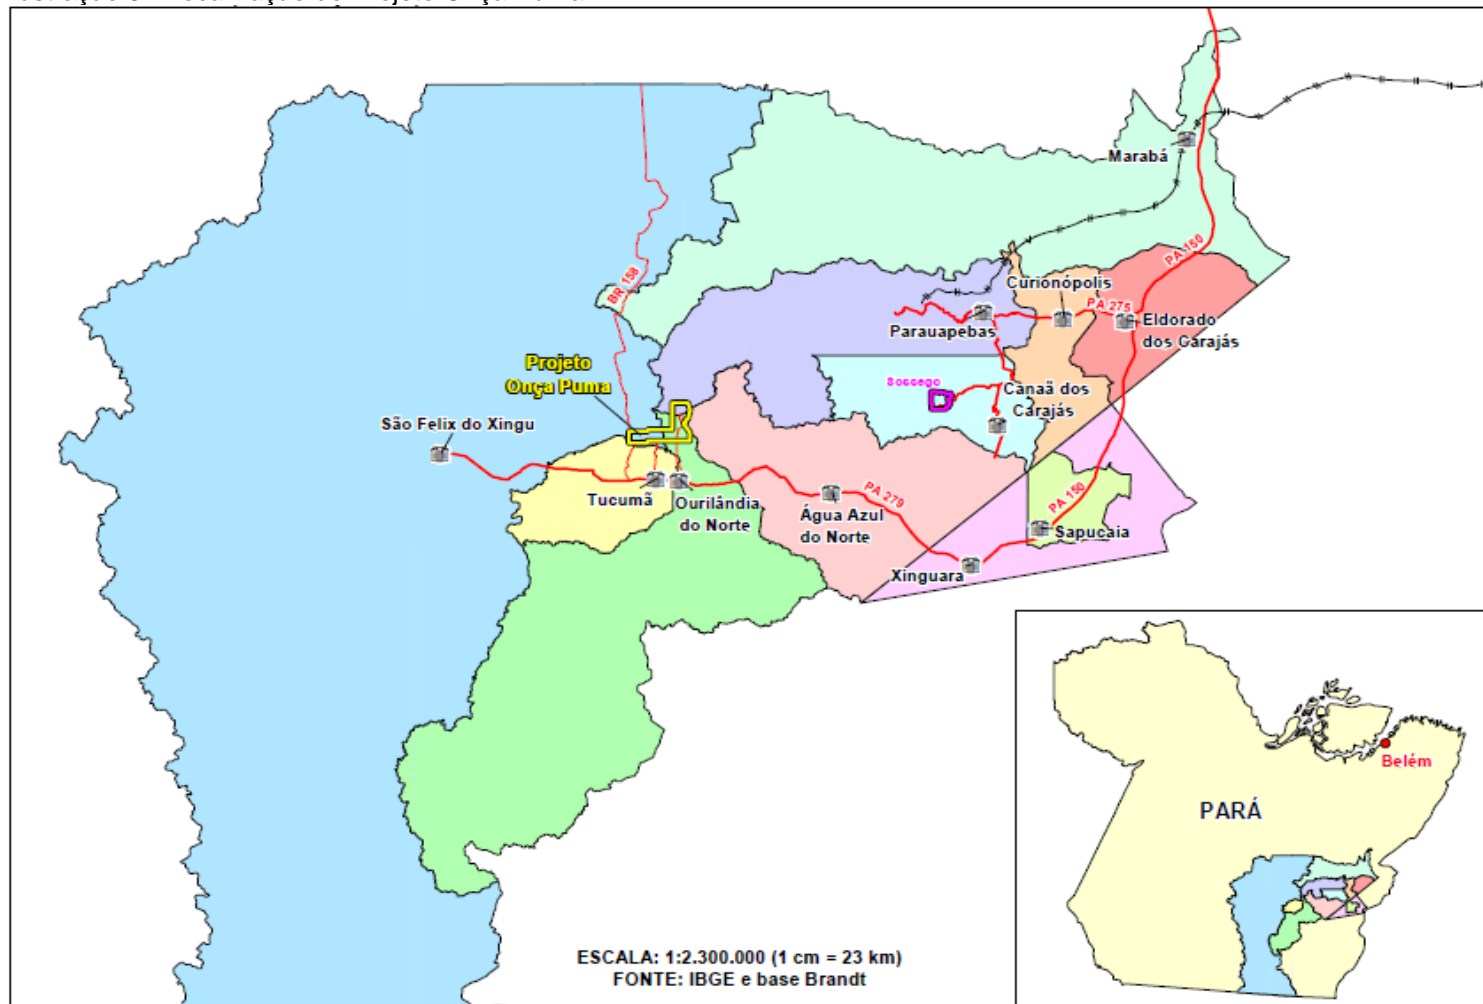 Marabá
PA 150
BR 158
Curionópolis
PA 275
Parauapebas
Eldorado
dos Carajás
Projeto
Onça Puma
Sossego
Canaã dos
Carajás
São Felix do Xingu
Tucumã
Ourilândia
do Norte
PA 279
Água Azul
do Norte
PA 150
Sapucaia
Xinguara
Belém
PARÁ
ESCALA: 1:2.300.000 (1 cm = 23 km)
FONTE: IBGE e base Brandt